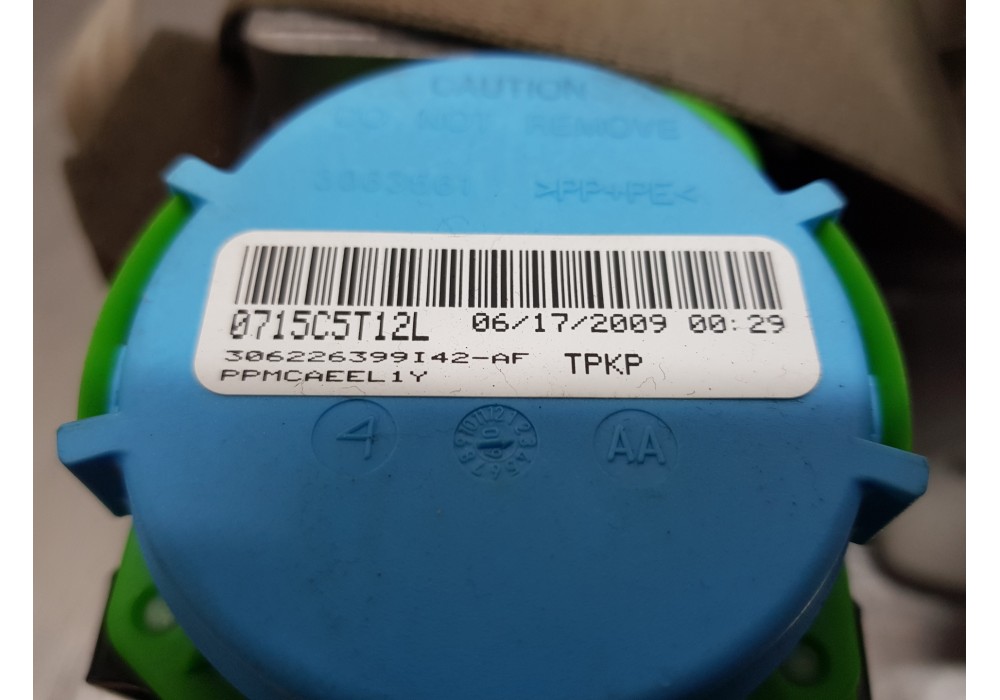 CAUTION
DO NOT REMOVE
>PP+PE<
0715C5T12L 06/17/2009 00:29
306226399I42-AF TPKP
PPMCAEEL1Y
4 AA